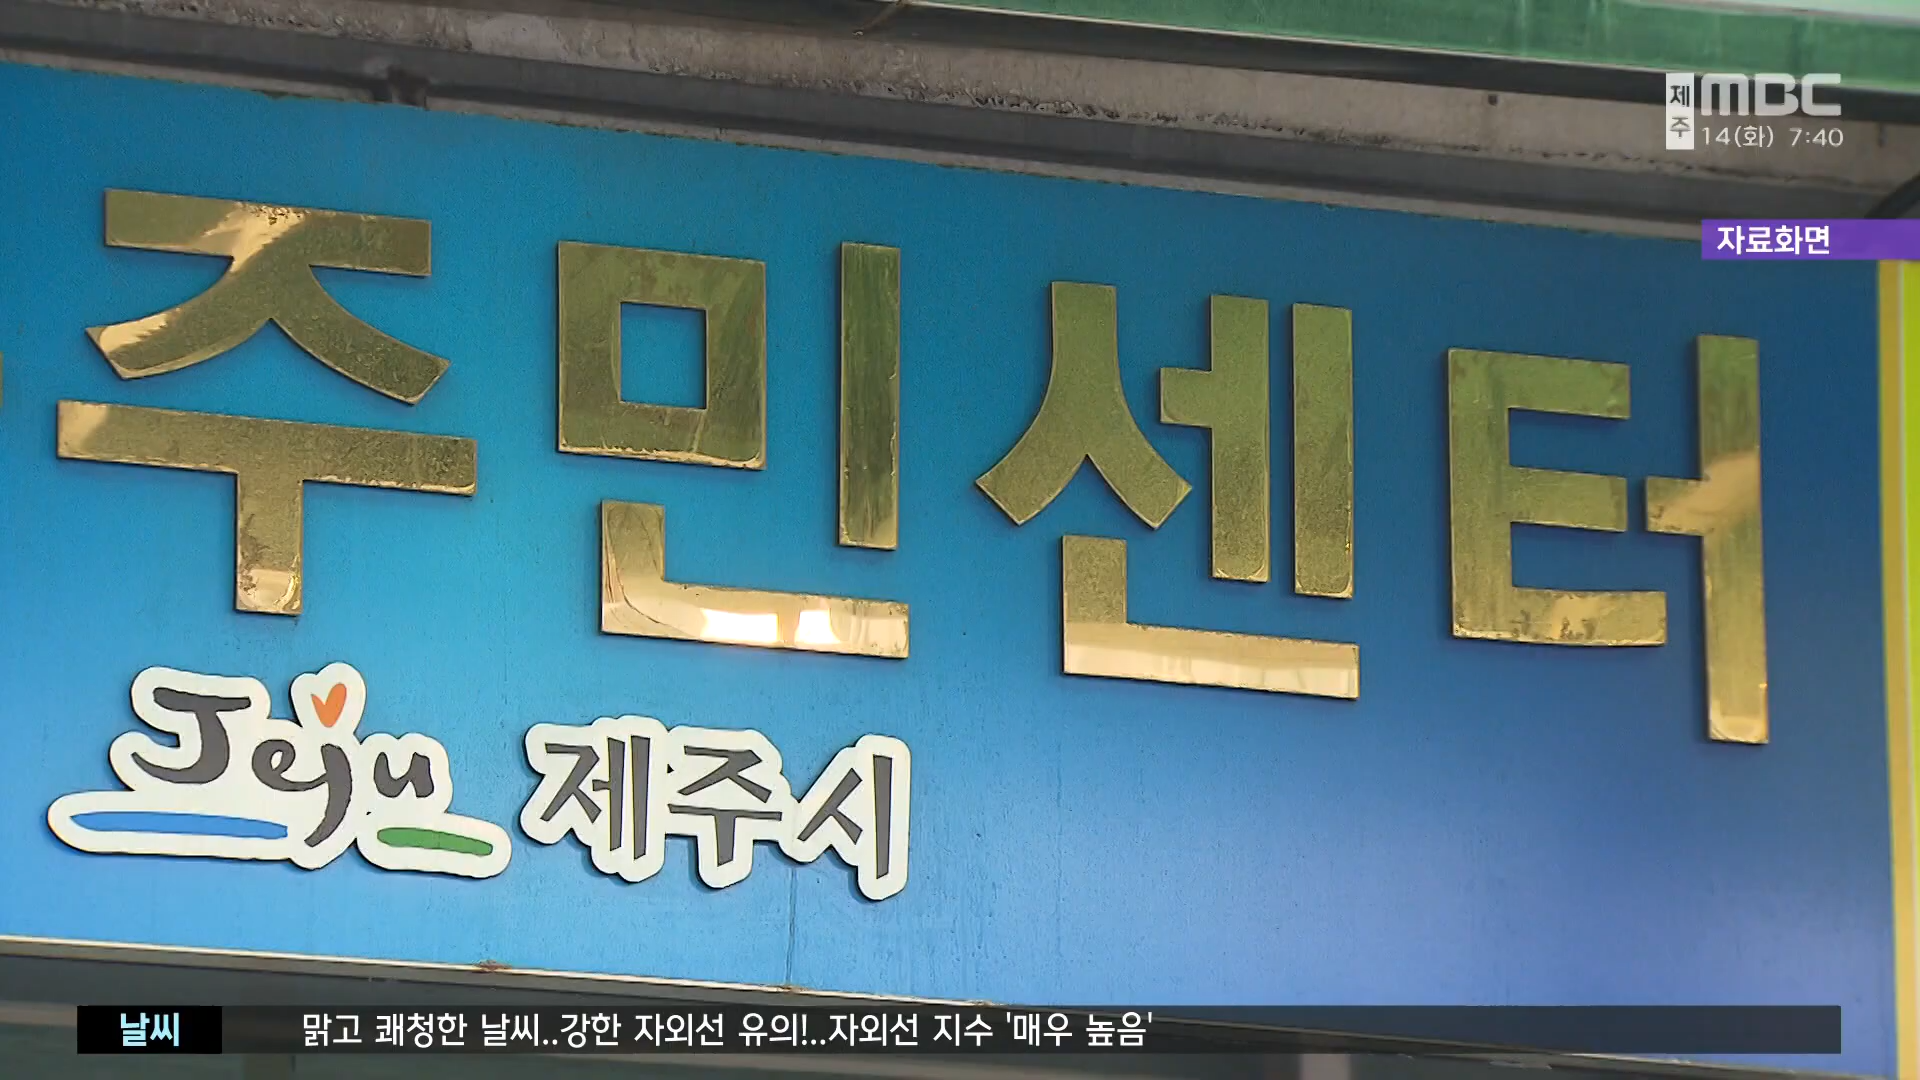 제주 MBC
14(화) 7:40
자료화면
주민센터
Jeju 제주시
날씨 맑고 쾌청한 날씨..강한 자외선 유의!..자외선 지수 '매우 높음'